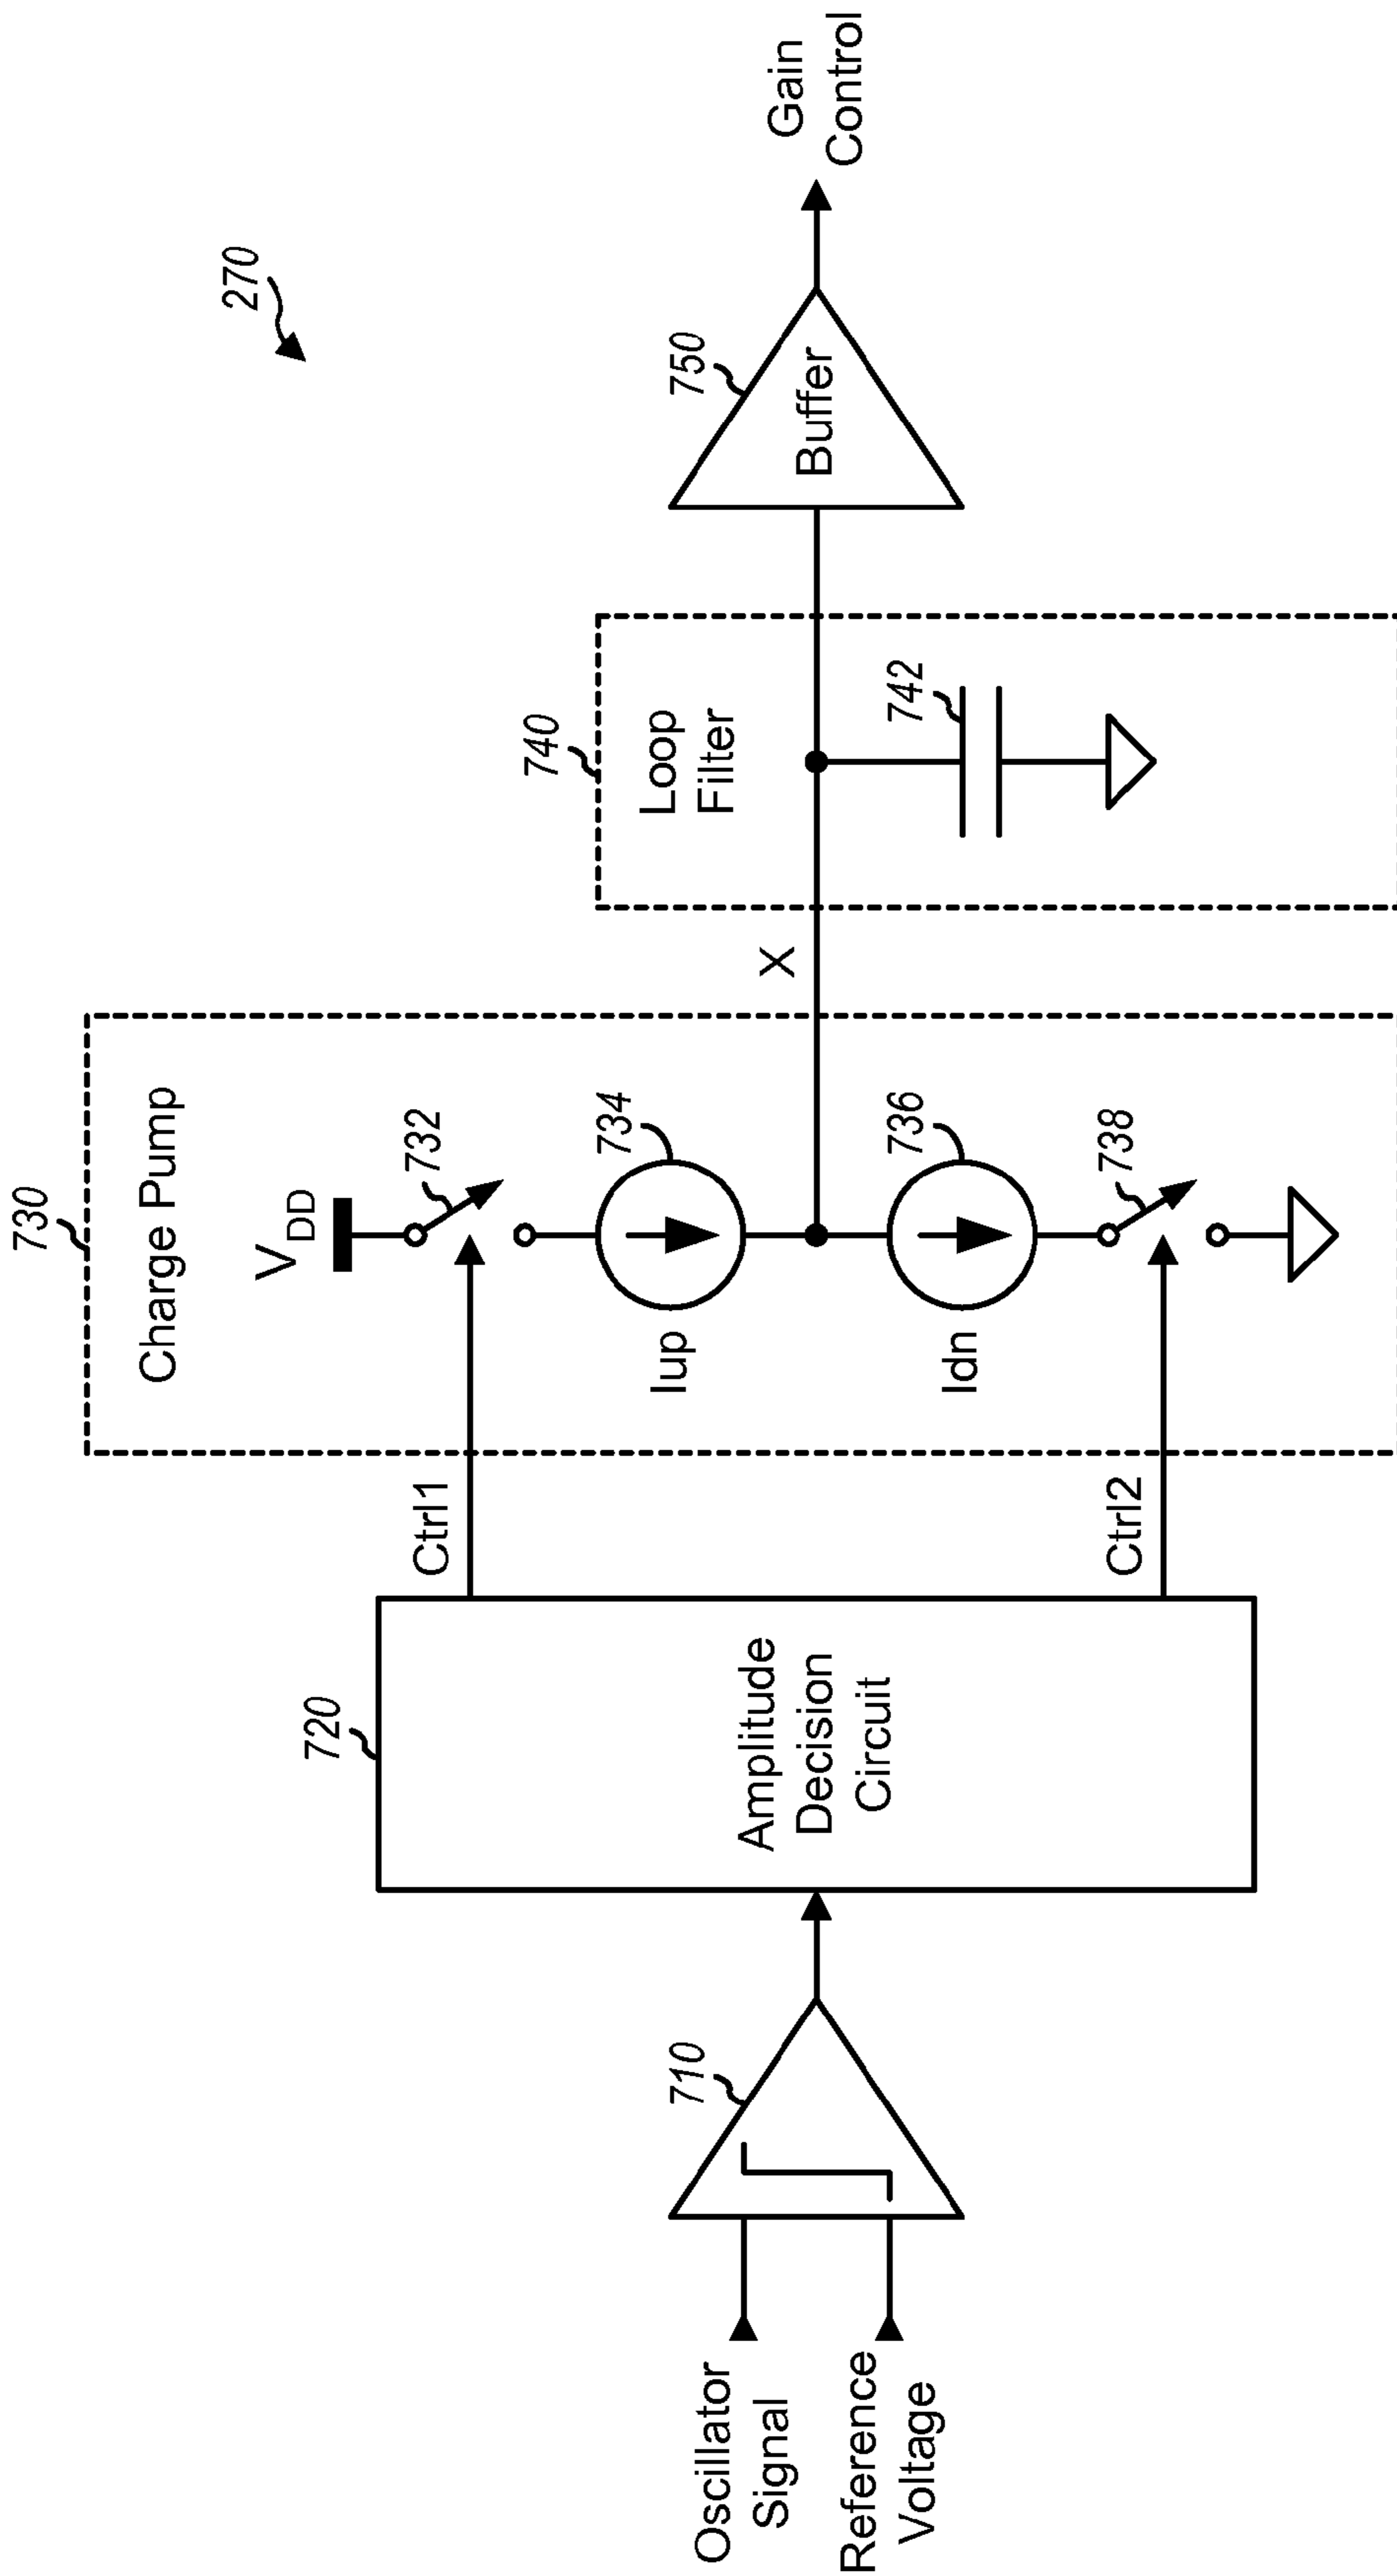 270
730
Charge Pump
V
DD
732
734
Iup
736
Idn
738
X
740
Loop
Filter
742
750
Buffer
Gain
Control
720
Ctrl1
Ctrl2
Amplitude
Decision
Circuit
710
Oscillator
Signal
Reference
Voltage